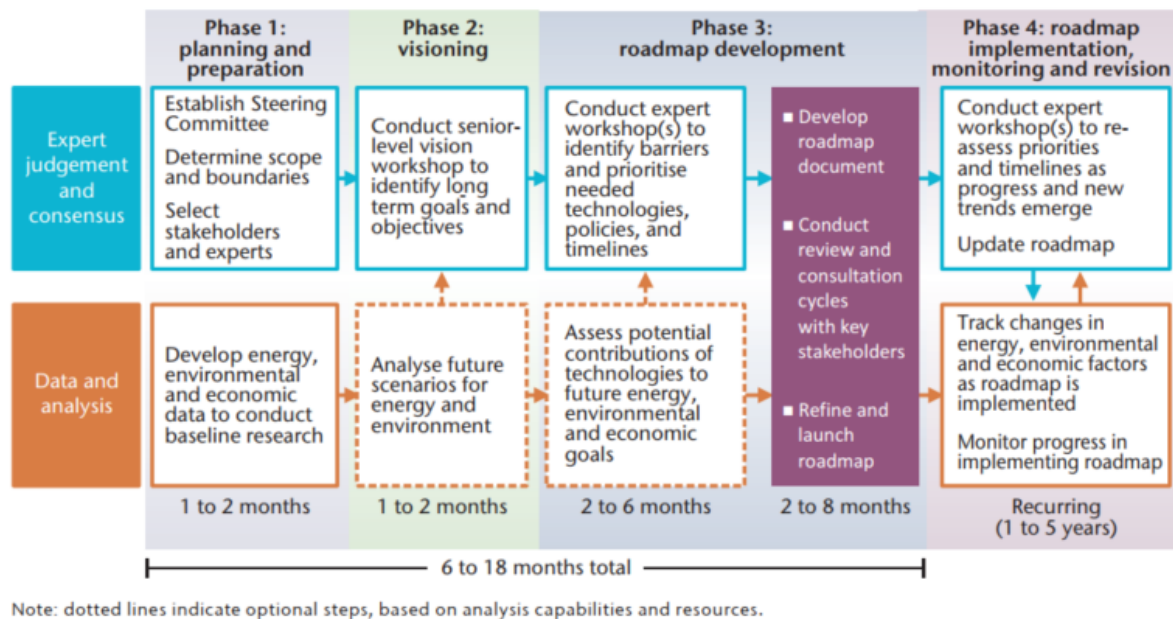 Phase 1:
planning and
preparation
Phase 2:
visioning
Phase 3:
roadmap development
Phase 4: roadmap
implementation,
monitoring and revision
Expert
judgement
and
consensus
Establish Steering
Committee
Determine scope
and boundaries
Select
stakeholders
and experts
Conduct senior-
level vision
workshop to
identify long
term goals and
objectives
Conduct expert
workshop(s) to
identify barriers
and prioritise
needed
technologies,
policies, and
timelines
■ Develop
roadmap
document
■ Conduct
review and
consultation
cycles
with key
stakeholders
■ Refine and
launch
roadmap
Conduct expert
workshop(s) to re-
assess priorities
and timelines as
progress and new
trends emerge
Update roadmap
Data and
analysis
Develop energy,
environmental
and economic
data to conduct
baseline research
Analyse future
scenarios for
energy and
environment
Assess potential
contributions of
technologies to
future energy,
environmental
and economic
goals
Track changes in
energy, environmental
and economic factors
as roadmap is
implemented
Monitor progress in
implementing roadmap
1 to 2 months
1 to 2 months
2 to 6 months
2 to 8 months
Recurring
(1 to 5 years)
6 to 18 months total
Note: dotted lines indicate optional steps, based on analysis capabilities and resources.